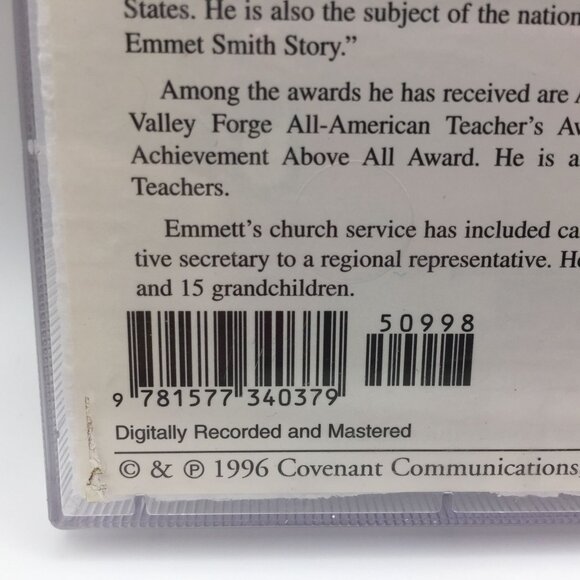 States. He is also the subject of the nation
Emmet Smith Story.”
Among the awards he has received are
Valley Forge All-American Teacher’s
Achievement Above All Award. He is
Teachers.
Emmett’s church service has included
tive secretary to a regional representative.
and 15 grandchildren.
50998
9 781577 340379
Digitally Recorded and Mastered
© & ℗ 1996 Covenant Communications,